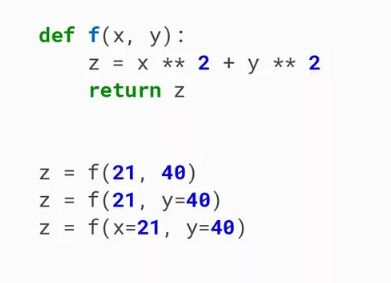 def f(x, y):
    z = x ** 2 + y ** 2
    return z
z = f(21, 40)
z = f(21, y=40)
z = f(x=21, y=40)